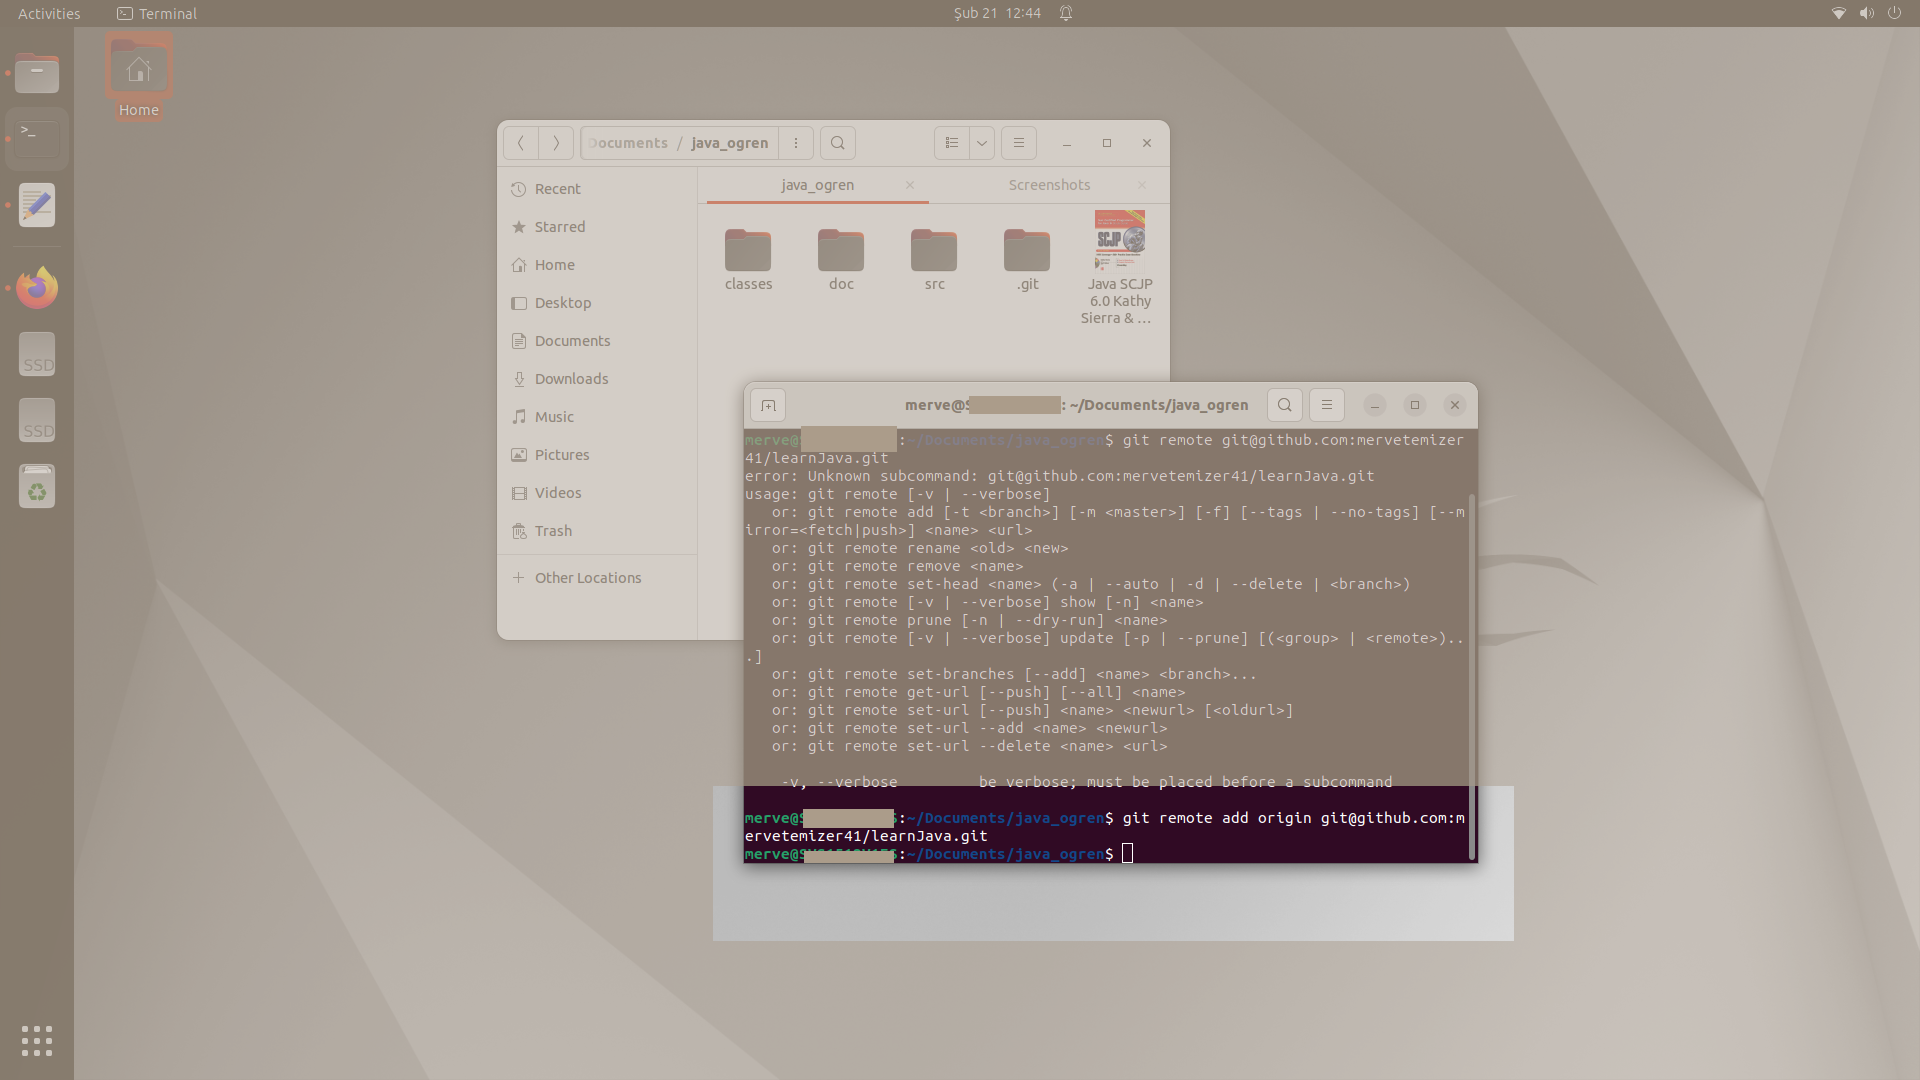 Activities
Terminal
Şub 21 12:44
Home
Documents / java_ogren
Recent
Starred
Home
Desktop
Documents
Downloads
Music
Pictures
Videos
Trash
Other Locations
java_ogren
Screenshots
classes
doc
src
.git
SCJP
Java SCJP
6.0 Kathy
Sierra & ...
SSD
SSD
merve@ : ~/Documents/java_ogren
merve@ :~/Documents/java_ogren$ git remote git@github.com:mervetemizer
41/learnJava.git
error: Unknown subcommand: git@github.com:mervetemizer41/learnJava.git
usage: git remote [-v | --verbose]
or: git remote add [-t <branch>] [-m <master>] [-f] [--tags | --no-tags] [--m
irror=<fetch|push>] <name> <url>
or: git remote rename <old> <new>
or: git remote remove <name>
or: git remote set-head <name> (-a | --auto | -d | --delete | <branch>)
or: git remote [-v | --verbose] show [-n] <name>
or: git remote prune [-n | --dry-run] <name>
or: git remote [-v | --verbose] update [-p | --prune] [(<group> | <remote>)..
.]
or: git remote set-branches [--add] <name> <branch>...
or: git remote get-url [--push] [--all] <name>
or: git remote set-url [--push] <name> <newurl> [<oldurl>]
or: git remote set-url --add <name> <newurl>
or: git remote set-url --delete <name> <url>
-v, --verbose be verbose; must be placed before a subcommand
merve@ :~/Documents/java_ogren$ git remote add origin git@github.com:m
ervetemizer41/learnJava.git
merve@ :~/Documents/java_ogren$